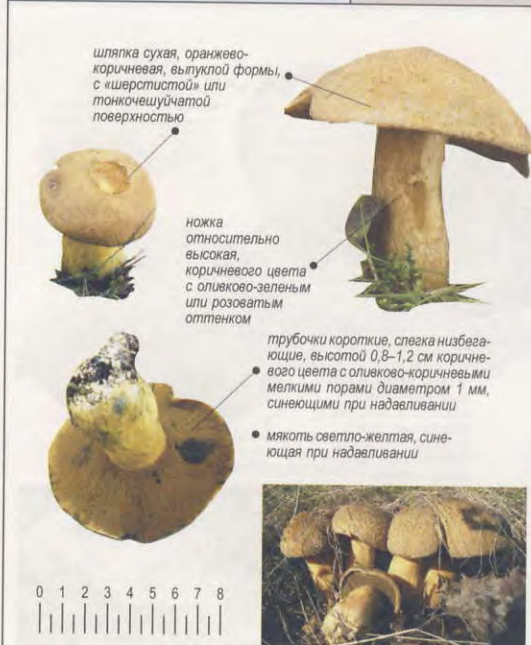 шляпка сухая, оранжево-
коричневая, выпуклой формы,
с «шерстистой» или
тонкочешуйчатой
поверхностью
ножка
относительно
высокая,
коричневого цвета
с оливково-зеленым
или розоватым
оттенком
трубочки короткие, слегка низбега-
ющие, высотой 0,8–1,2 см коричне-
вого цвета с оливково-коричневыми
мелкими порами диаметром 1 мм,
синеющими при надавливании
мякоть светло-желтая, сине-
ющая при надавливании
0 1 2 3 4 5 6 7 8